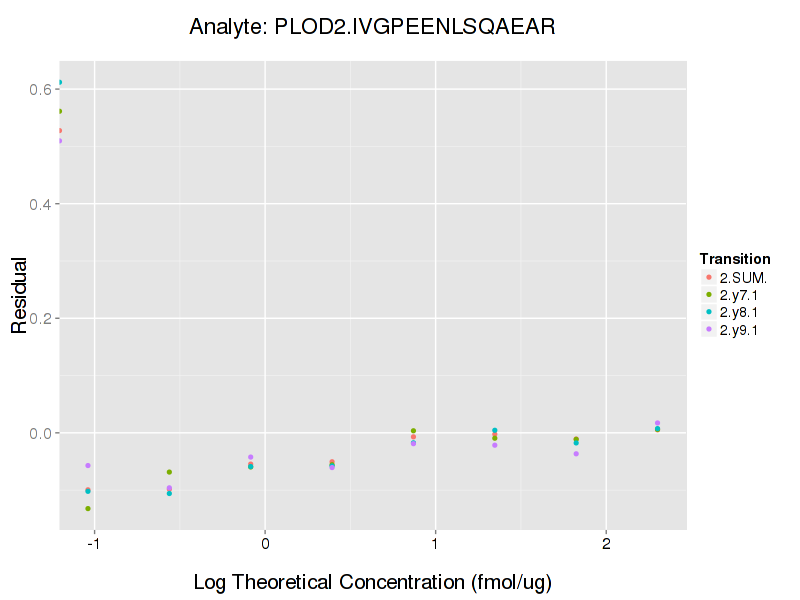 Analyte: PLOD2.IVGPEENLSQAEAR
0.6
0.4
0.2
0.0
Residual
-1
0
1
2
Log Theoretical Concentration (fmol/ug)
Transition
2.SUM.
2.y7.1
2.y8.1
2.y9.1